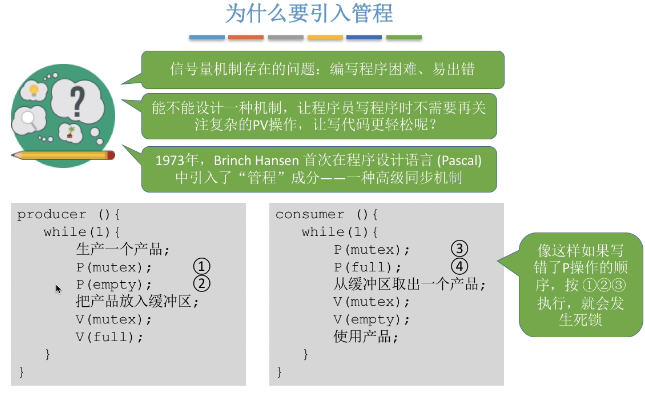 为什么要引入管程
信号量机制存在的问题：编写程序困难、易出错
能不能设计一种机制，让程序员写程序时不需要再关
注复杂的PV操作，让写代码更轻松呢？
1973年，Brinch Hansen 首次在程序设计语言 (Pascal)
中引入了“管程”成分——一种高级同步机制
producer (){
while(1){
生产一个产品;
P(mutex); ①
P(empty); ②
把产品放入缓冲区;
V(mutex);
V(full);
}
}
consumer (){
while(1){
P(mutex); ③
P(full); ④
从缓冲区取出一个产品;
V(mutex);
V(empty);
使用产品;
}
}
像这样如果写
错了P操作的顺
序，按 ①②③
执行，就会发
生死锁